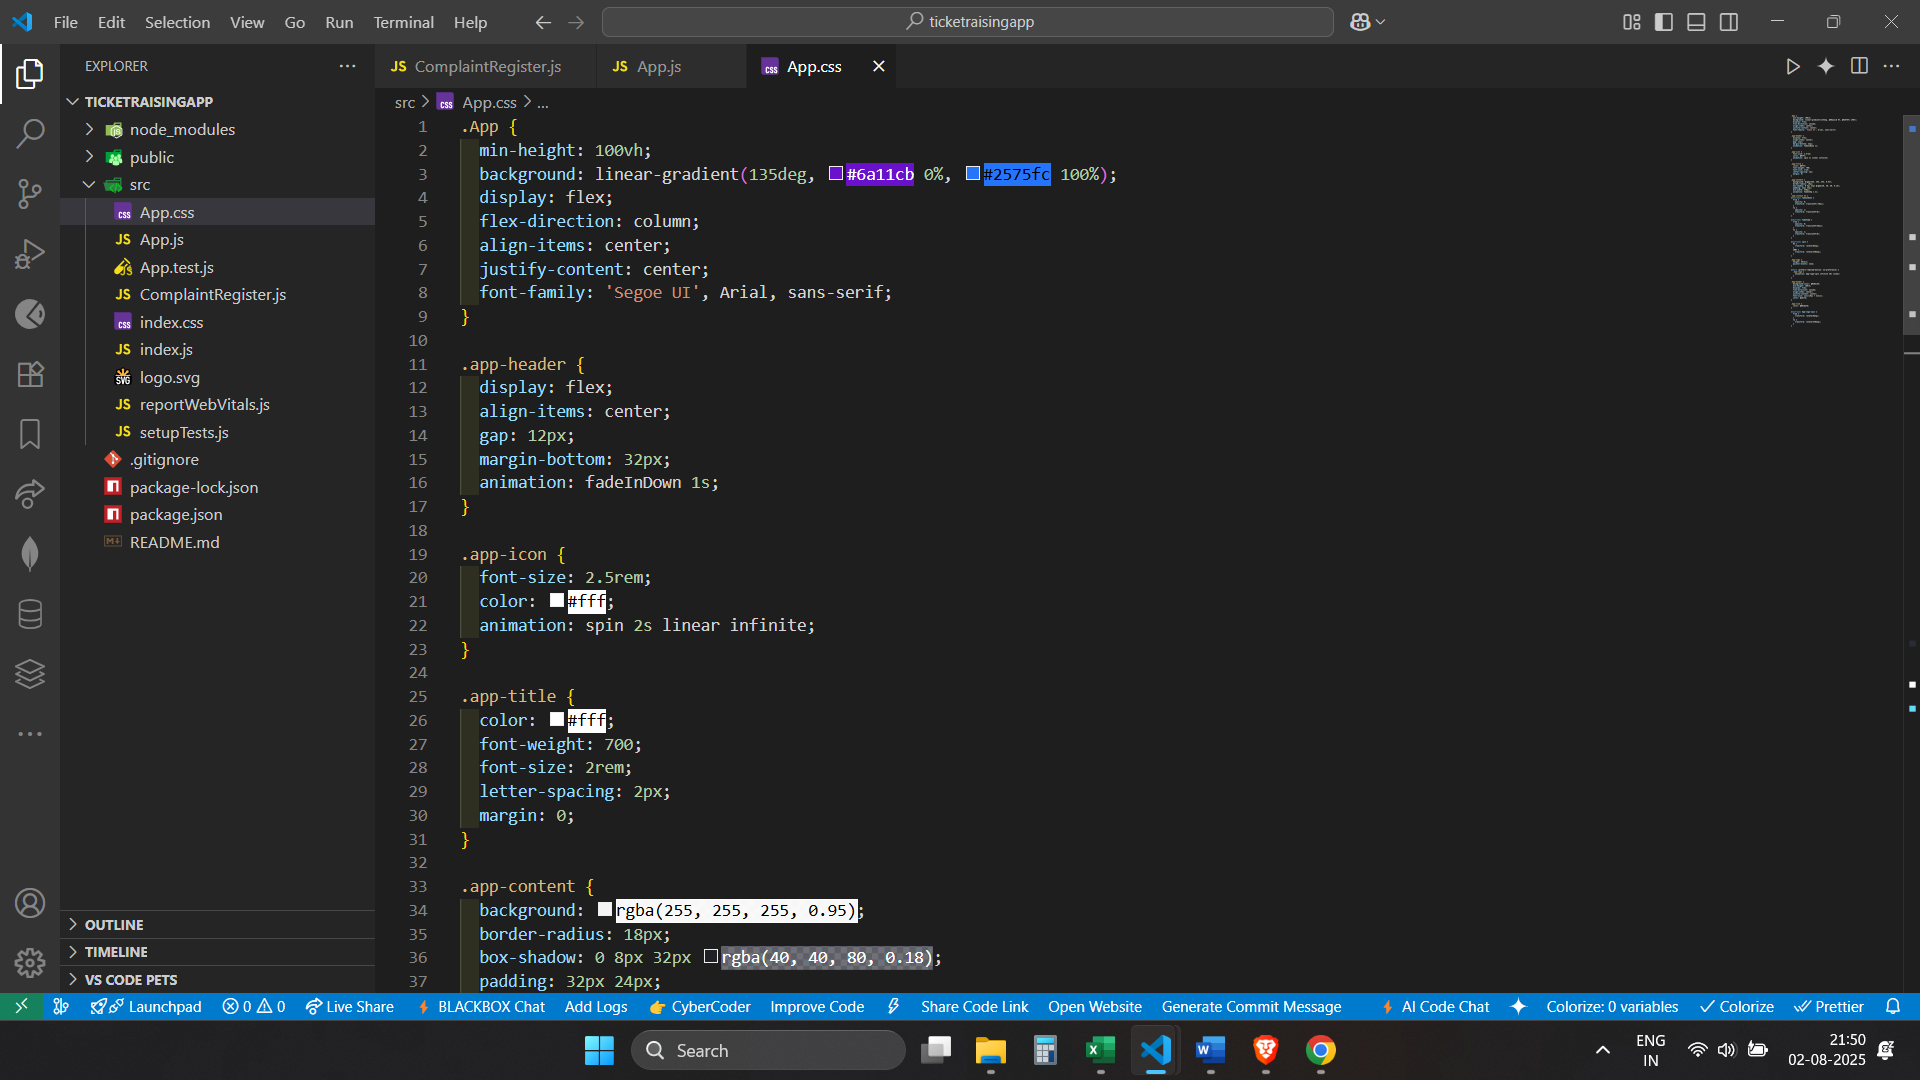 File Edit Selection View Go Run Terminal Help
ticketraisingapp
EXPLORER
TICKETRAISINGAPP
node_modules
public
src
App.css
App.js
App.test.js
ComplaintRegister.js
index.css
index.js
logo.svg
reportWebVitals.js
setupTests.js
.gitignore
package-lock.json
package.json
README.md
OUTLINE
TIMELINE
VS CODE PETS
JS ComplaintRegister.js JS App.js App.css
src > App.css > ...
1 .App {
2 min-height: 100vh;
3 background: linear-gradient(135deg, #6a11cb 0%, #2575fc 100%);
4 display: flex;
5 flex-direction: column;
6 align-items: center;
7 justify-content: center;
8 font-family: 'Segoe UI', Arial, sans-serif;
9 }
10
11 .app-header {
12 display: flex;
13 align-items: center;
14 gap: 12px;
15 margin-bottom: 32px;
16 animation: fadeInDown 1s;
17 }
18
19 .app-icon {
20 font-size: 2.5rem;
21 color: #fff;
22 animation: spin 2s linear infinite;
23 }
24
25 .app-title {
26 color: #fff;
27 font-weight: 700;
28 font-size: 2rem;
29 letter-spacing: 2px;
30 margin: 0;
31 }
32
33 .app-content {
34 background: rgba(255, 255, 255, 0.95);
35 border-radius: 18px;
36 box-shadow: 0 8px 32px rgba(40, 40, 80, 0.18);
37 padding: 32px 24px;
Launchpad 0 0 Live Share BLACKBOX Chat Add Logs CyberCoder Improve Code Share Code Link Open Website Generate Commit Message AI Code Chat Colorize: 0 variables Colorize Prettier
Search
ENG
IN
21:50
02-08-2025